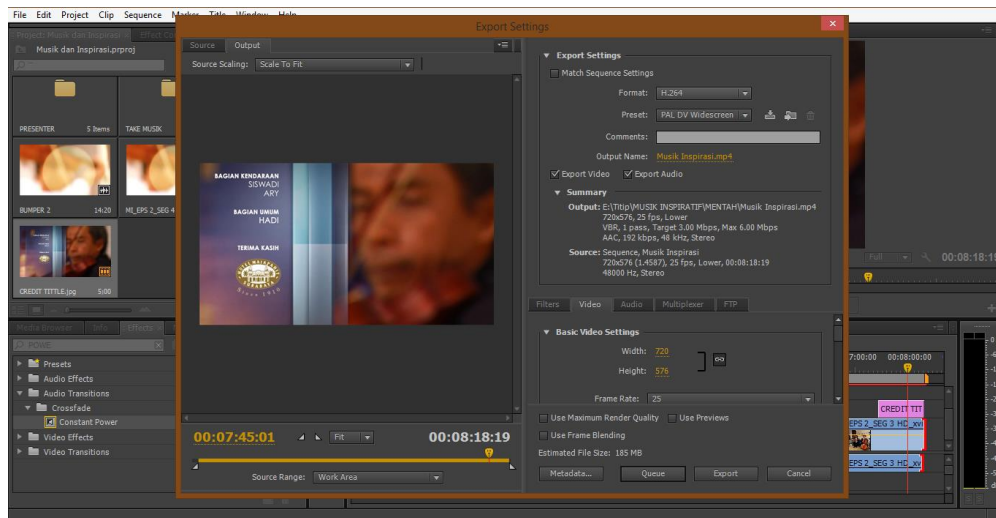 File Edit Project Clip Sequence Marker Title Window Help
Export Settings
Project: Musik dan Inspirasi
Musik dan Inspirasi.prproj
PRESENTER 5 Items
TAKE MUSIK
BUMPER 2 14:20
MI_EPS 2_SEG 4
CREDIT TITTLE.jpg 5:00
Media Browser Info Effects
POWE
Presets
Audio Effects
Audio Transitions
Crossfade
Constant Power
Video Effects
Video Transitions
Source Output
Source Scaling: Scale To Fit
BAGIAN KENDARAAN
SISWADI
ARY
BAGIAN UMUM
HADI
TERIMA KASIH
BALAI WARTAWAN
SURABAYA
00:07:45:01 Fit 00:08:18:19
Source Range: Work Area
Export Settings
Match Sequence Settings
Format: H.264
Preset: PAL DV Widescreen
Comments:
Output Name: Musik Inspirasi.mp4
Export Video Export Audio
Summary
Output: E:\Titip\MUSIK INSPIRATIF\MENTAH\Musik Inspirasi.mp4
720x576, 25 fps, Lower
VBR, 1 pass, Target 3.00 Mbps, Max 6.00 Mbps
AAC, 192 kbps, 48 kHz, Stereo
Source: Sequence, Musik Inspirasi
720x576 (1.4587), 25 fps, Lower, 00:08:18:19
48000 Hz, Stereo
Filters Video Audio Multiplexer FTP
Basic Video Settings
Width: 720
Height: 576
Frame Rate: 25
Use Maximum Render Quality Use Previews
Use Frame Blending
Estimated File Size: 185 MB
Metadata... Queue Export Cancel
Full 00:08:18:19
7:00:00 00:08:00:00
CREDIT TIT
EPS 2_SEG 3 HD_xvi
EPS 2_SEG 3 HD_xv